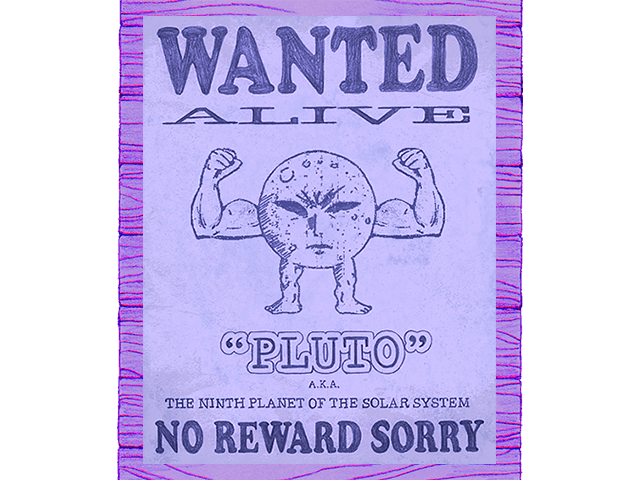 WANTED
ALIVE
"PLUTO"
A.K.A.
THE NINTH PLANET OF THE SOLAR SYSTEM
NO REWARD SORRY